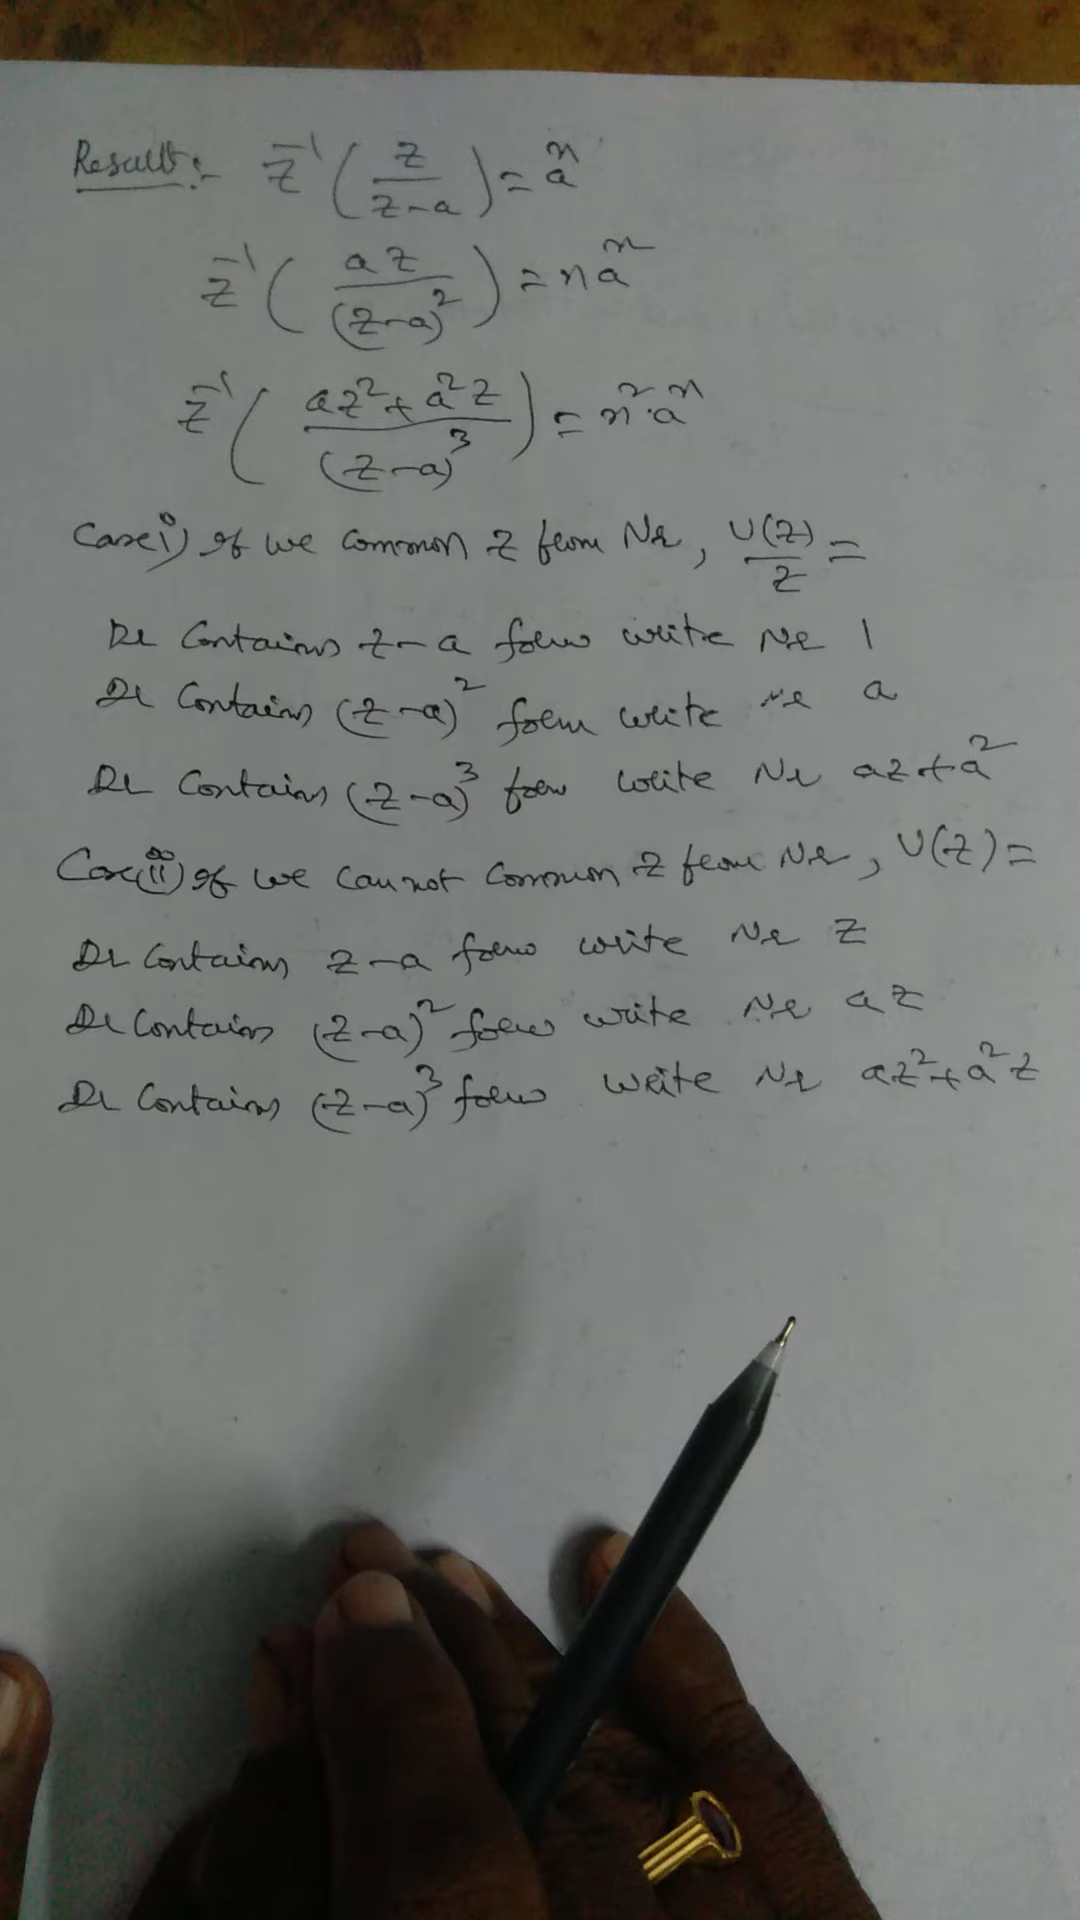 Result:- z̄¹ (z/(z-a)) = aⁿ
z̄¹ (az/(z-a)²) = naⁿ
z̄¹ ((az²+a²z)/(z-a)³) = n²·aⁿ
Case i) If we common z from Nr, U(z)/z =
Dr Contains z-a form write Nr 1
Dr Contains (z-a)² form write Nr a
Dr Contains (z-a)³ form write Nr az+a²
Case(ii) If we cannot common z from Nr, U(z) =
Dr Contains z-a form write Nr z
Dr Contains (z-a)² form write Nr az
Dr Contains (z-a)³ form write Nr az²+a²z